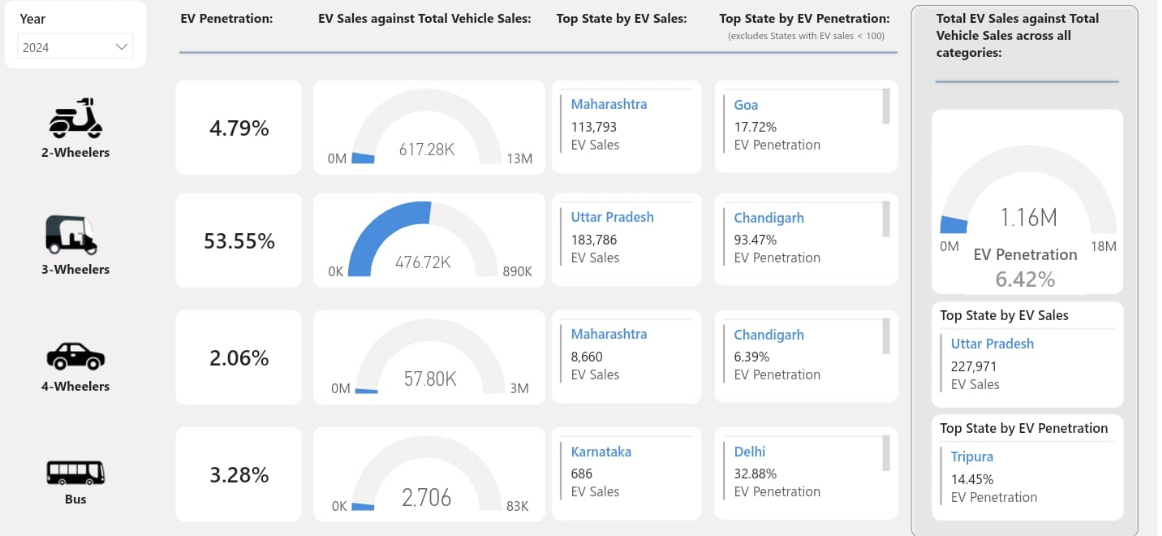 Year
2024
EV Penetration:
EV Sales against Total Vehicle Sales:
Top State by EV Sales:
Top State by EV Penetration:
(excludes States with EV sales < 100)
2-Wheelers
4.79%
617.28K
0M
13M
Maharashtra
113,793
EV Sales
Goa
17.72%
EV Penetration
3-Wheelers
53.55%
476.72K
0K
890K
Uttar Pradesh
183,786
EV Sales
Chandigarh
93.47%
EV Penetration
4-Wheelers
2.06%
57.80K
0M
3M
Maharashtra
8,660
EV Sales
Chandigarh
6.39%
EV Penetration
Bus
3.28%
2,706
0K
83K
Karnataka
686
EV Sales
Delhi
32.88%
EV Penetration
Total EV Sales against Total
Vehicle Sales across all
categories:
1.16M
0M
18M
EV Penetration
6.42%
Top State by EV Sales
Uttar Pradesh
227,971
EV Sales
Top State by EV Penetration
Tripura
14.45%
EV Penetration